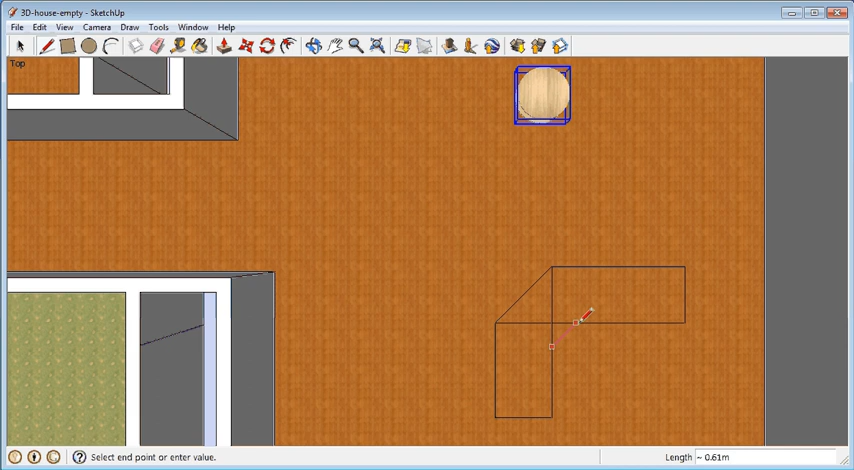 3D-house-empty - SketchUp
File Edit View Camera Draw Tools Window Help
Top
Select end point or enter value. Length ~ 0.61m